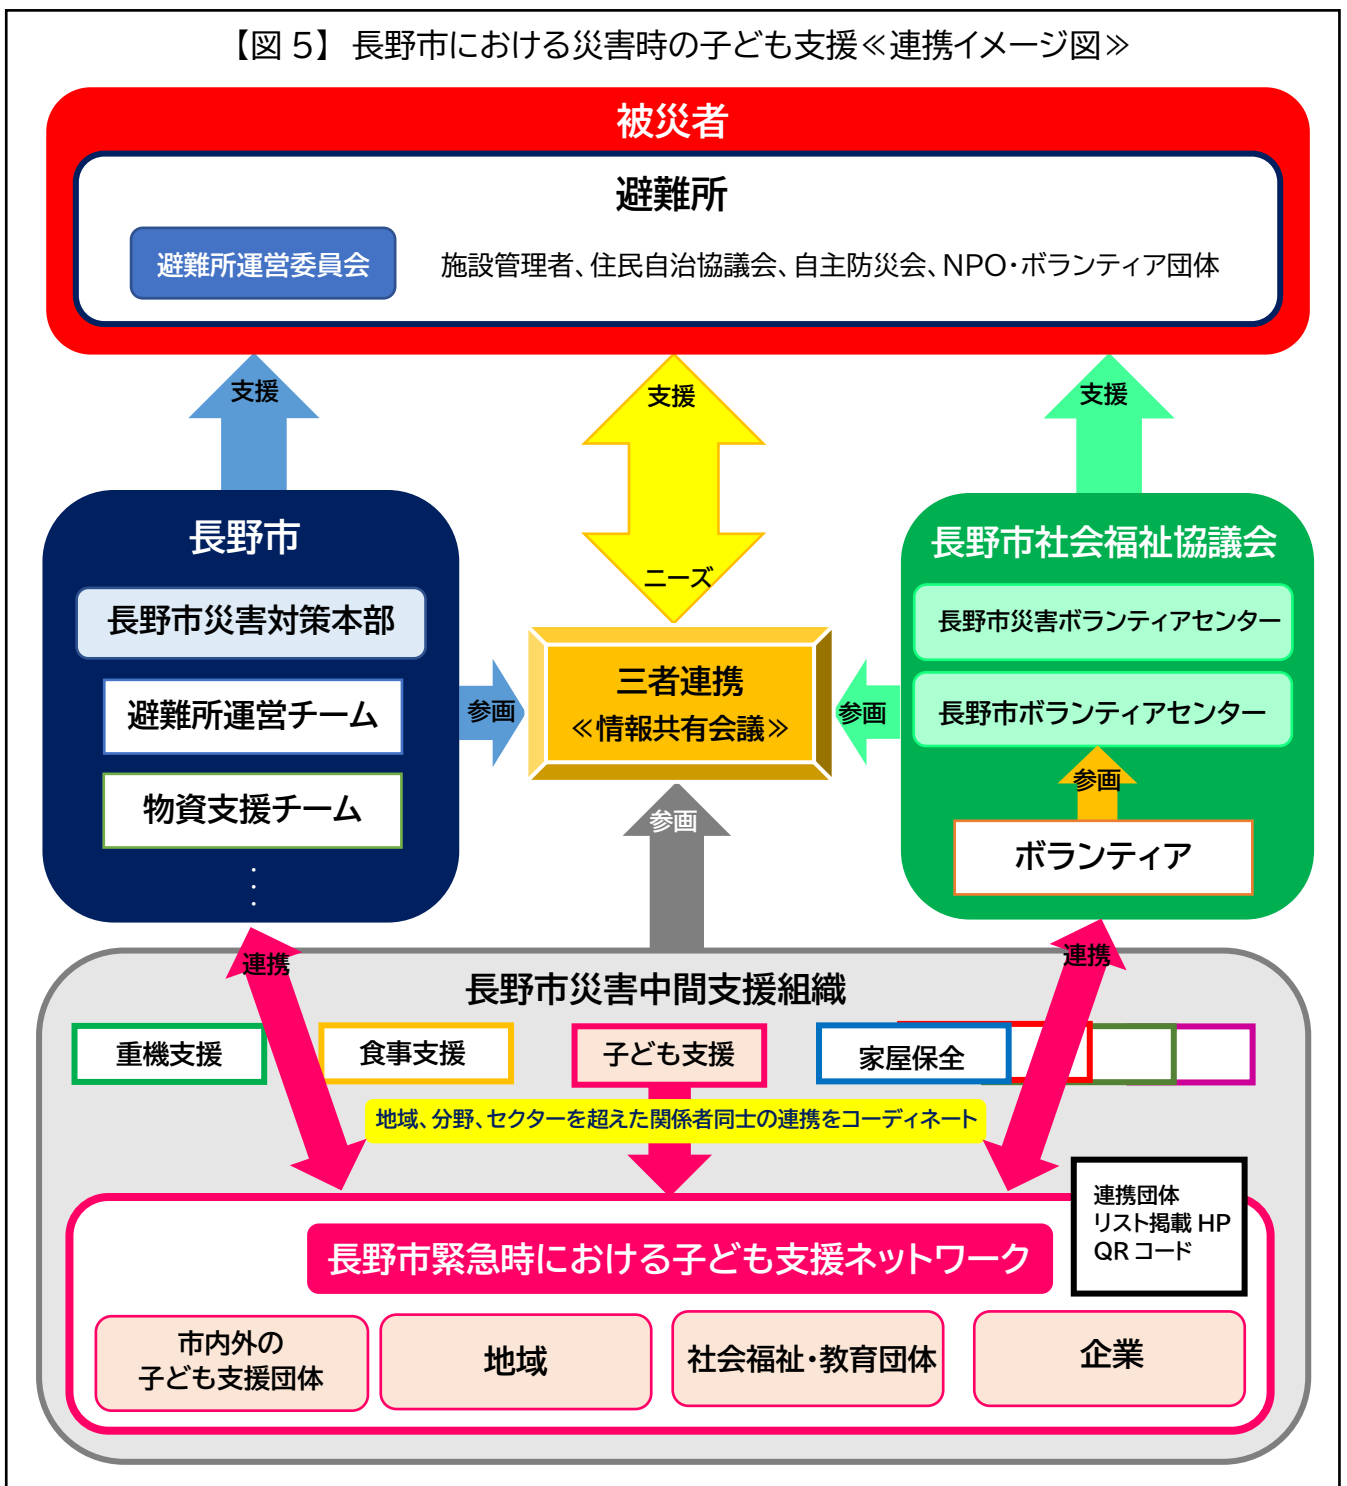 【図 5】 長野市における災害時の子ども支援≪連携イメージ図≫
被災者
避難所
避難所運営委員会
施設管理者、住民自治協議会、自主防災会、NPO・ボランティア団体
支援
支援
支援
長野市
長野市災害対策本部
避難所運営チーム
物資支援チーム
⋮
参画
ニーズ
三者連携
≪情報共有会議≫
参画
参画
長野市社会福祉協議会
長野市災害ボランティアセンター
長野市ボランティアセンター
参画
ボランティア
連携
連携
長野市災害中間支援組織
重機支援
食事支援
子ども支援
家屋保全
地域、分野、セクターを超えた関係者同士の連携をコーディネート
連携団体
リスト掲載 HP
QR コード
長野市緊急時における子ども支援ネットワーク
市内外の
子ども支援団体
地域
社会福祉・教育団体
企業